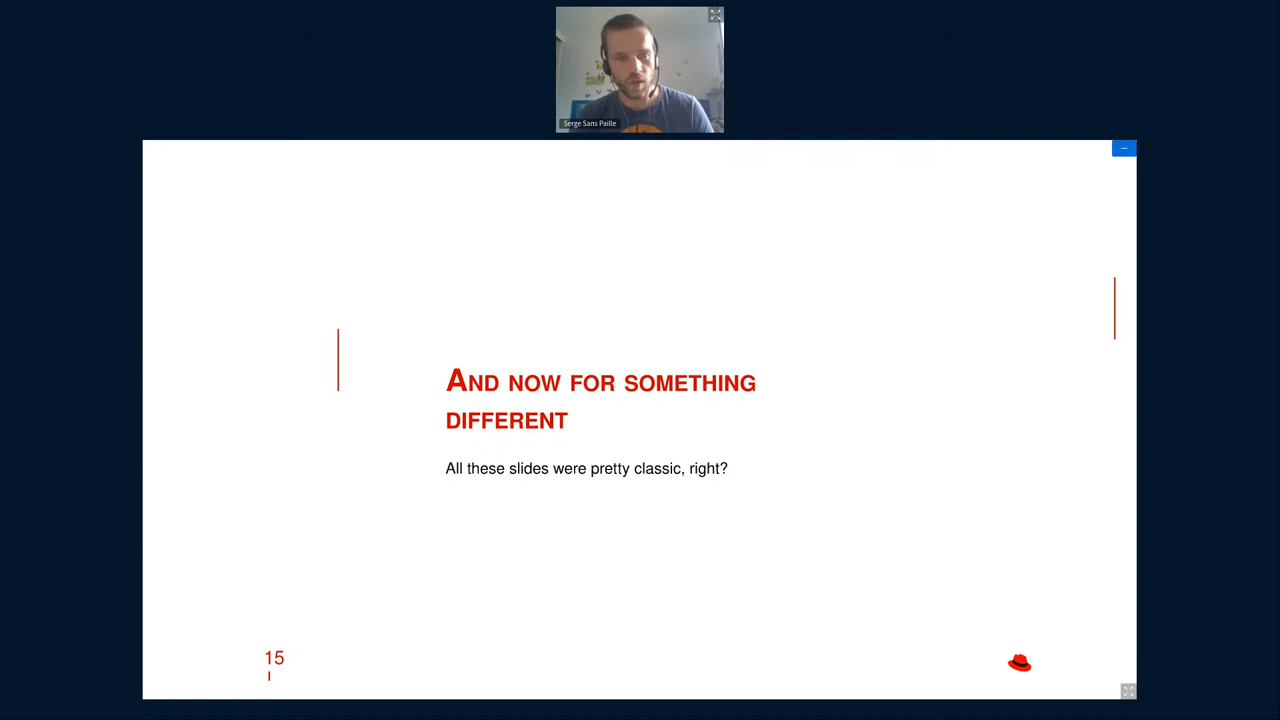 Serge Sans Paille
AND NOW FOR SOMETHING
DIFFERENT
All these slides were pretty classic, right?
15